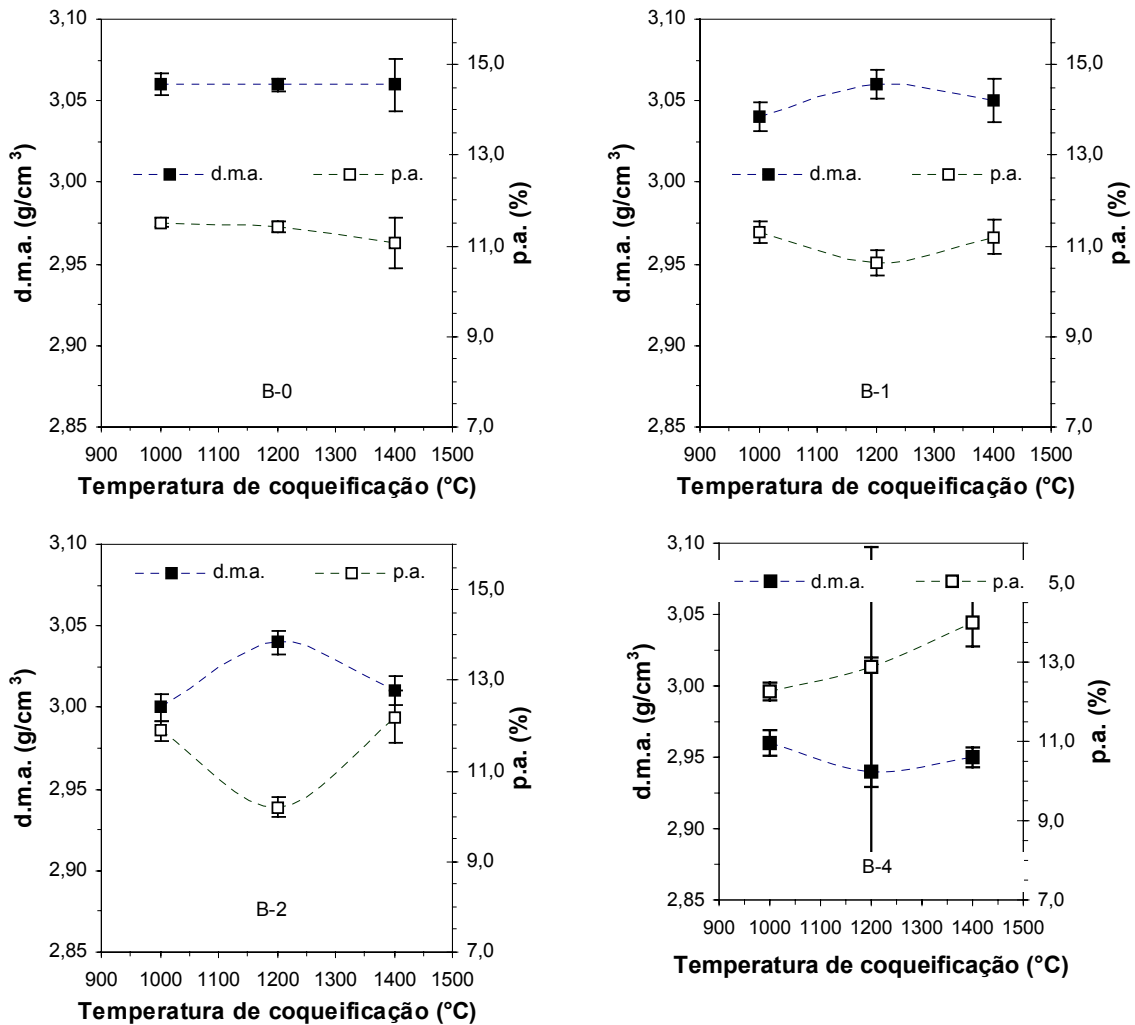 3,10
3,05
3,00
2,95
2,90
2,85
d.m.a. (g/cm³)
d.m.a.
p.a.
15,0
13,0
11,0
9,0
7,0
p.a. (%)
B-0
900 1000 1100 1200 1300 1400 1500
Temperatura de coqueificação (°C)
3,10
3,05
3,00
2,95
2,90
2,85
d.m.a. (g/cm³)
d.m.a.
p.a.
15,0
13,0
11,0
9,0
7,0
p.a. (%)
B-1
900 1000 1100 1200 1300 1400 1500
Temperatura de coqueificação (°C)
3,10
3,05
3,00
2,95
2,90
2,85
d.m.a. (g/cm³)
d.m.a.
p.a.
15,0
13,0
11,0
9,0
7,0
p.a. (%)
B-2
900 1000 1100 1200 1300 1400 1500
Temperatura de coqueificação (°C)
3,10
3,05
3,00
2,95
2,90
2,85
d.m.a. (g/cm³)
d.m.a.
p.a.
5,0
13,0
11,0
9,0
7,0
p.a. (%)
B-4
900 1000 1100 1200 1300 1400 1500
Temperatura de coqueificação (°C)